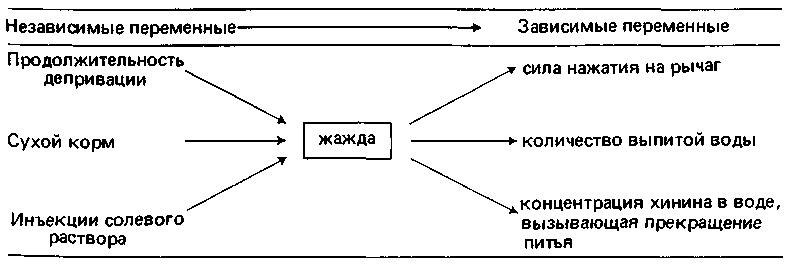 Независимые переменные
Зависимые переменные
Продолжительность
депривации
сила нажатия на рычаг
Сухой корм
жажда
количество выпитой воды
Инъекции солевого
раствора
концентрация хинина в воде,
вызывающая прекращение
питья